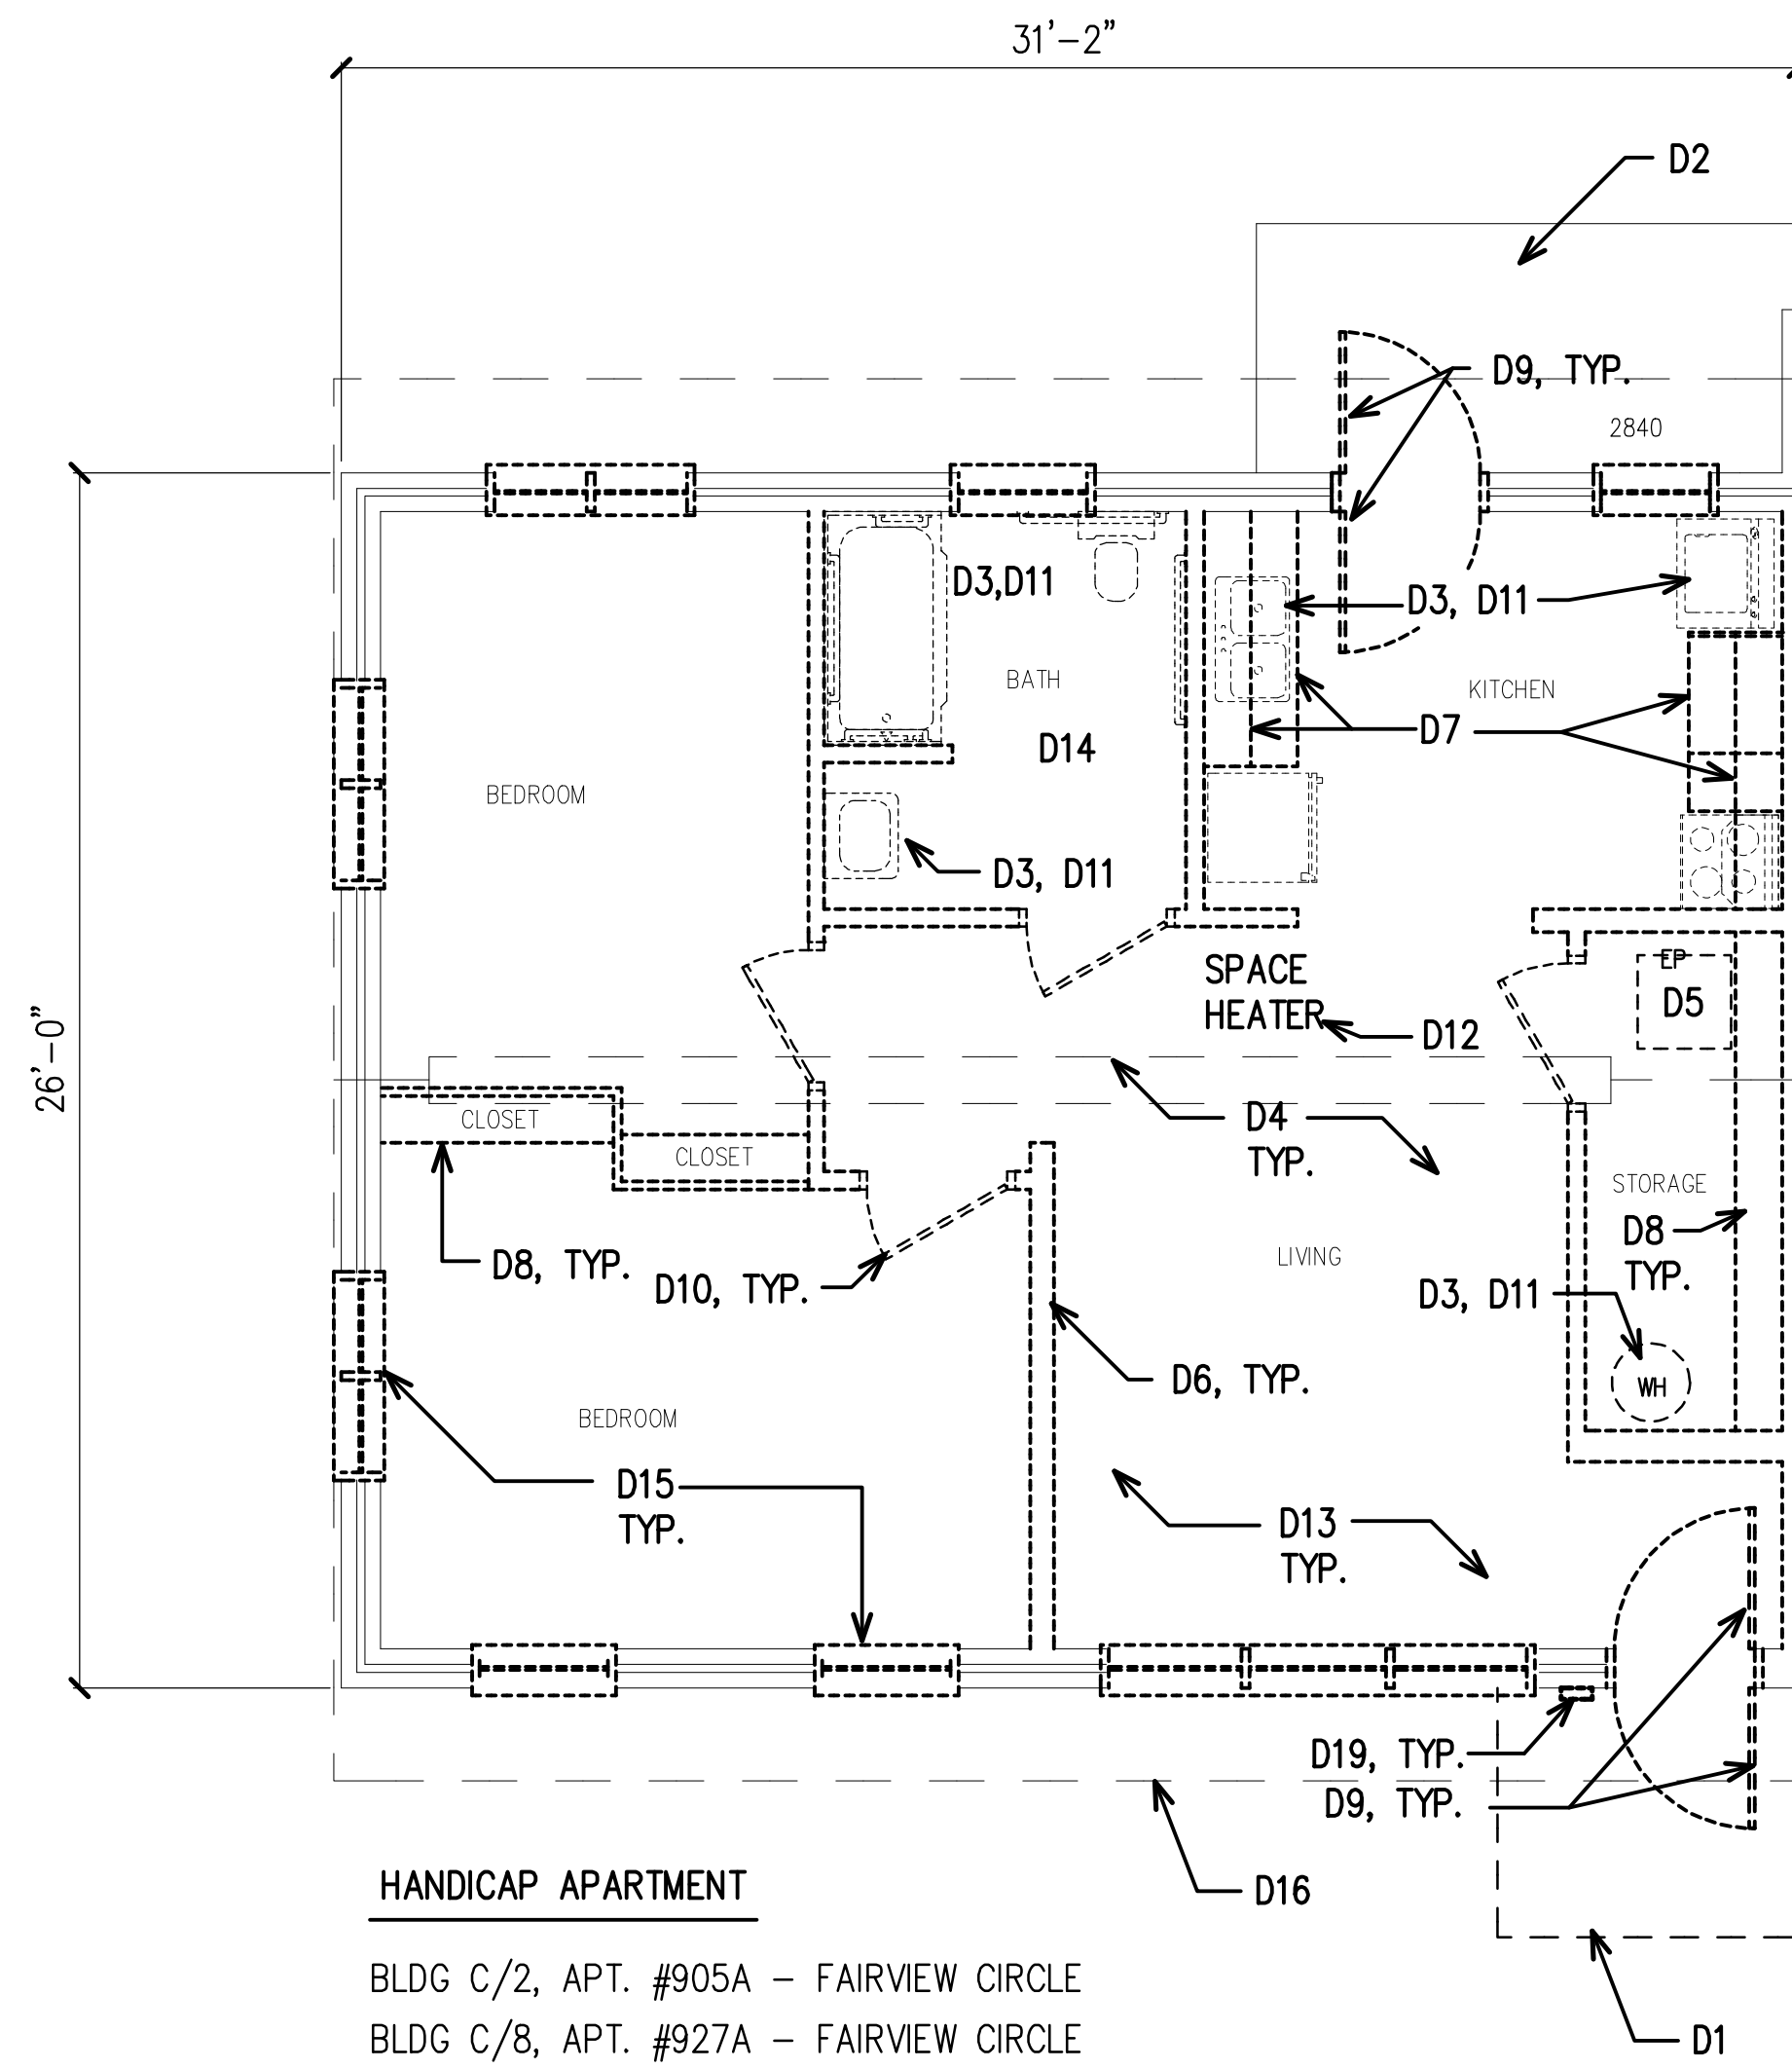 31'-2"
D2
D9, TYP.
2840
D3,D11
D3, D11
BATH
KITCHEN
D7
D14
BEDROOM
D3, D11
SPACE
HEATER
EP
D5
D12
26'-0"
CLOSET
D4
TYP.
CLOSET
STORAGE
D8
TYP.
LIVING
D8, TYP.
D10, TYP.
D3, D11
D6, TYP.
WH
BEDROOM
D15
TYP.
D13
TYP.
D19, TYP.
D9, TYP.
HANDICAP APARTMENT
D16
BLDG C/2, APT. #905A – FAIRVIEW CIRCLE
BLDG C/8, APT. #927A – FAIRVIEW CIRCLE
D1